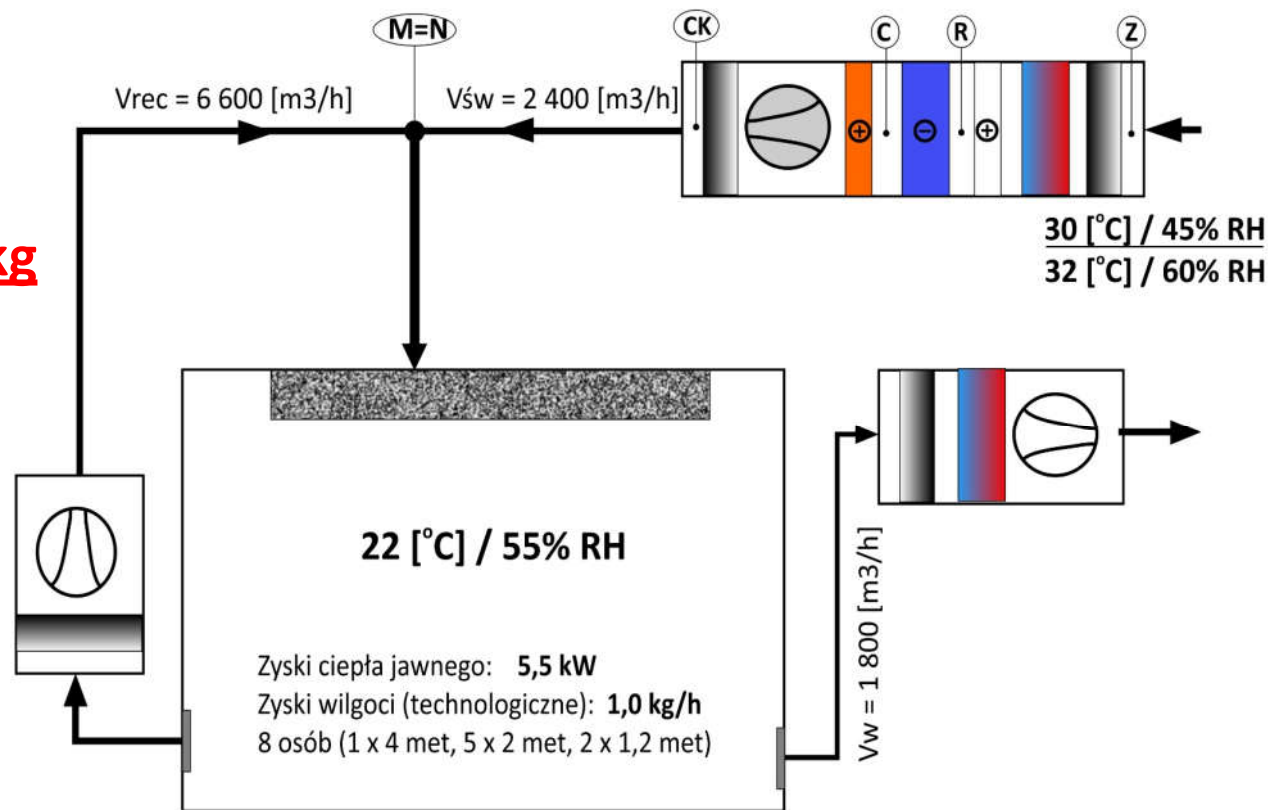 M=N
CK
C
R
Z
Vrec = 6 600 [m3/h]
Vśw = 2 400 [m3/h]
+
−
+
30 [°C] / 45% RH
32 [°C] / 60% RH
kg
22 [°C] / 55% RH
Vw = 1 800 [m3/h]
Zyski ciepła jawnego: 5,5 kW
Zyski wilgoci (technologiczne): 1,0 kg/h
8 osób (1 x 4 met, 5 x 2 met, 2 x 1,2 met)